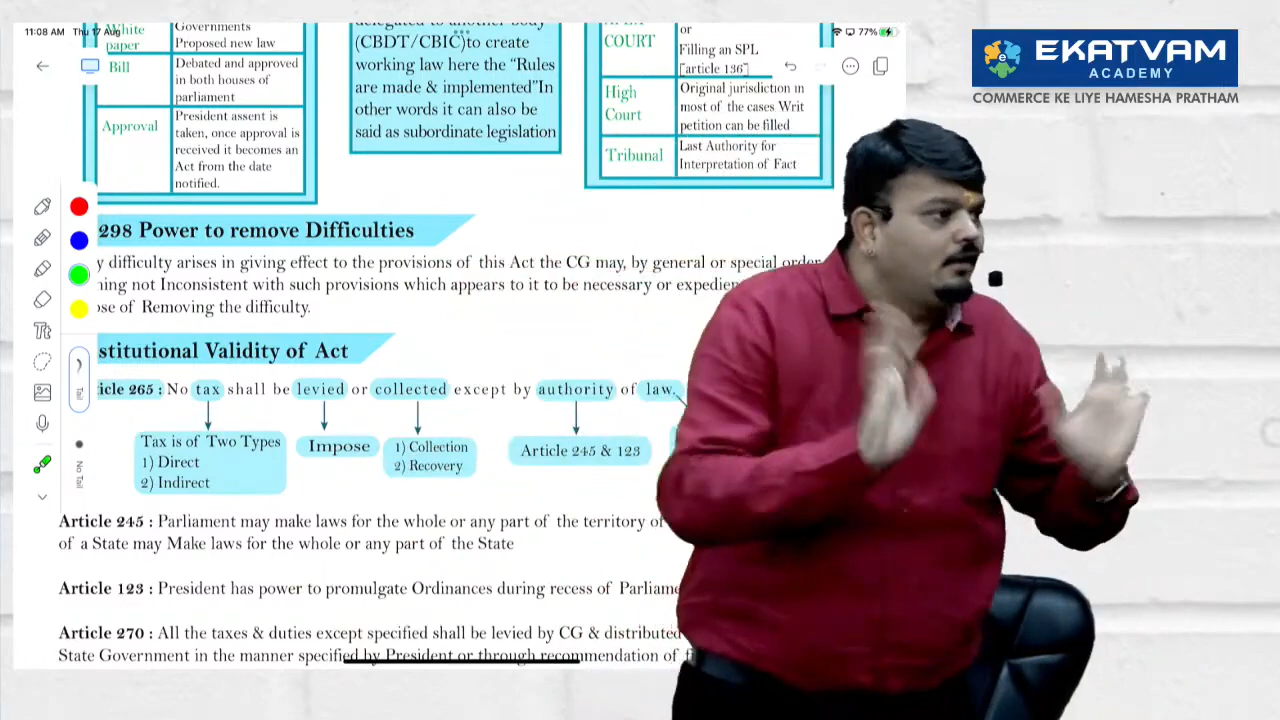 11:08 AM Thu 17 Aug
77%
EKATVAM
ACADEMY
COMMERCE KE LIYE HAMESHA PRATHAM
White
paper
Governments
Proposed new law
Bill
Debated and approved
in both houses of
parliament
Approval
President assent is
taken, once approval is
received it becomes an
Act from the date
notified.
delegated to another body
(CBDT/CBIC)to create
working law here the “Rules
are made & implemented”In
other words it can also be
said as subordinate legislation
COURT
or
Filling an SPL
[article 136]
High
Court
Original jurisdiction in
most of the cases Writ
petition can be filled
Tribunal
Last Authority for
Interpretation of Fact
298 Power to remove Difficulties
y difficulty arises in giving effect to the provisions of this Act the CG may, by general or special order
hing not Inconsistent with such provisions which appears to it to be necessary or expedien
ose of Removing the difficulty.
stitutional Validity of Act
icle 265 : No tax shall be levied or collected except by authority of law.
Tax is of Two Types
1) Direct
2) Indirect
Impose
1) Collection
2) Recovery
Article 245 & 123
Tail
No Tail
Article 245 : Parliament may make laws for the whole or any part of the territory of
of a State may Make laws for the whole or any part of the State
Article 123 : President has power to promulgate Ordinances during recess of Parliame
Article 270 : All the taxes & duties except specified shall be levied by CG & distributed
State Government in the manner specified by President or through recommendation of f